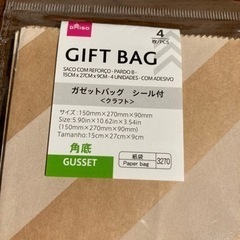 DAISO
4
枚/PCS
GIFT BAG
SACO COM REFORÇO - PARDO B -
15CM X 27CM X 9CM - 4 UNIDADES - COM ADESIVO
ガゼットバッグ シール付
<クラフト>
サイズ:150mm×270mm×90mm
Size:5.90in×10.62in×3.54in
(150mm×270mm×90mm)
Tamanho:15cm×27cm×9cm
角底
GUSSET
紙袋
Paper bag
3270